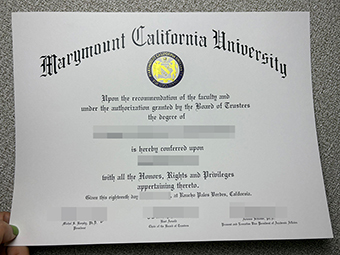 Marymount California University
Upon the recommendation of the faculty and
under the authorization granted by the Board of Trustees
the degree of
is hereby conferred upon
with all the Honors, Rights and Privileges
appertaining thereto.
Given this eighteenth day at Rancho Palos Verdes, California.
President
Chair of the Board of Trustees